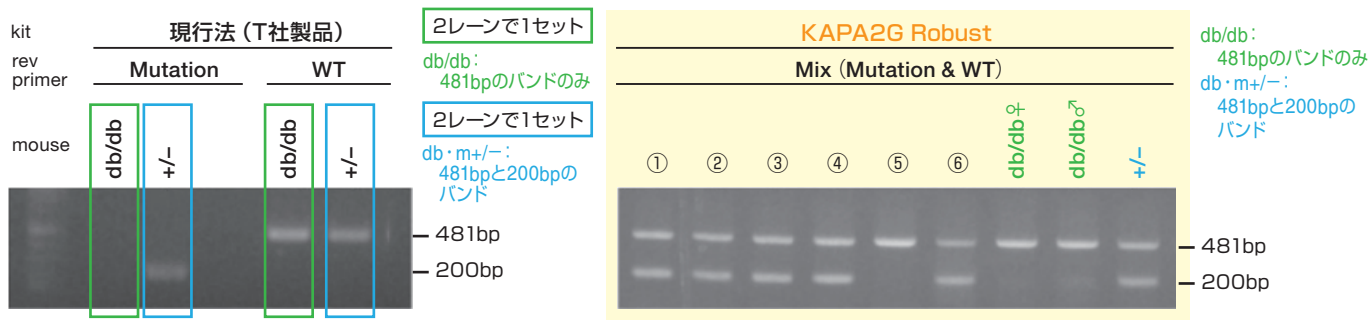 kit
現行法（T社製品）
rev primer
Mutation
WT
mouse
db/db
+/−
db/db
+/−
481bp
200bp
2レーンで1セット
db/db：
481bpのバンドのみ
2レーンで1セット
db・m+/−：
481bpと200bpの
バンド
KAPA2G Robust
Mix（Mutation & WT）
①
②
③
④
⑤
⑥
db/db♀
db/db♂
+/−
481bp
200bp
db/db：
481bpのバンドのみ
db・m+/−：
481bpと200bpの
バンド